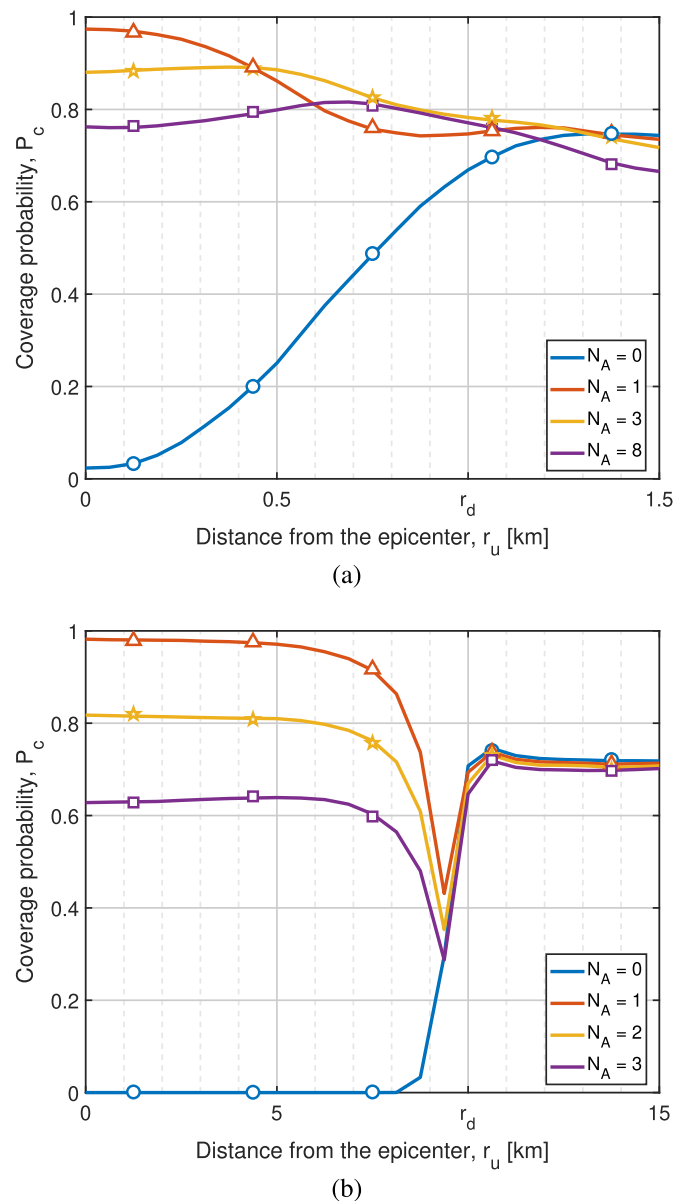 1
0.8
0.6
0.4
0.2
0
Coverage probability, P_c
N_A = 0
N_A = 1
N_A = 3
N_A = 8
0 0.5 r_d 1.5
Distance from the epicenter, r_u [km]
(a)
1
0.8
0.6
0.4
0.2
0
Coverage probability, P_c
N_A = 0
N_A = 1
N_A = 2
N_A = 3
0 5 r_d 15
Distance from the epicenter, r_u [km]
(b)